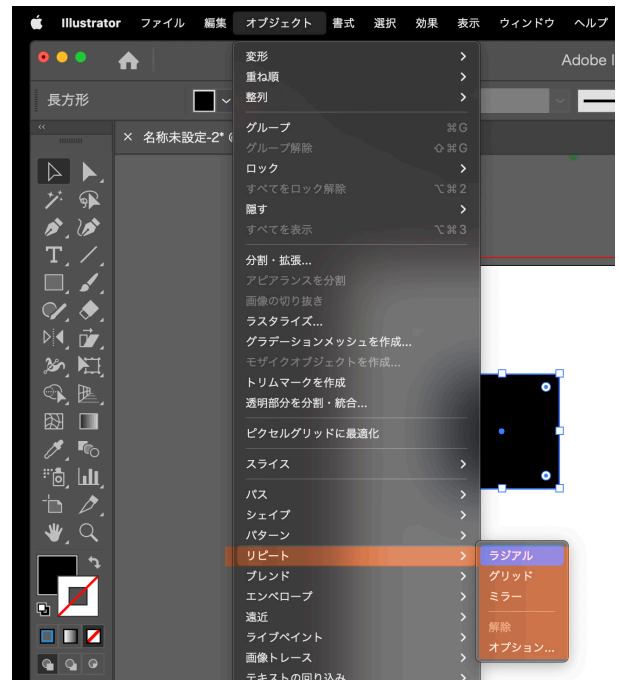 Illustrator ファイル 編集 オブジェクト 書式 選択 効果 表示 ウィンドウ ヘルプ
Adobe I
長方形
× 名称未設定-2* @
変形
重ね順
整列
グループ ⌘G
グループ解除 ⇧⌘G
ロック
すべてをロック解除 ⌥⌘2
隠す
すべてを表示 ⌥⌘3
分割・拡張...
アピアランスを分割
画像の切り抜き
ラスタライズ...
グラデーションメッシュを作成...
モザイクオブジェクトを作成...
トリムマークを作成
透明部分を分割・統合...
ピクセルグリッドに最適化
スライス
パス
シェイプ
パターン
リピート
ブレンド
エンベロープ
遠近
ライブペイント
画像トレース
テキストの回り込み
ラジアル
グリッド
ミラー
解除
オプション...